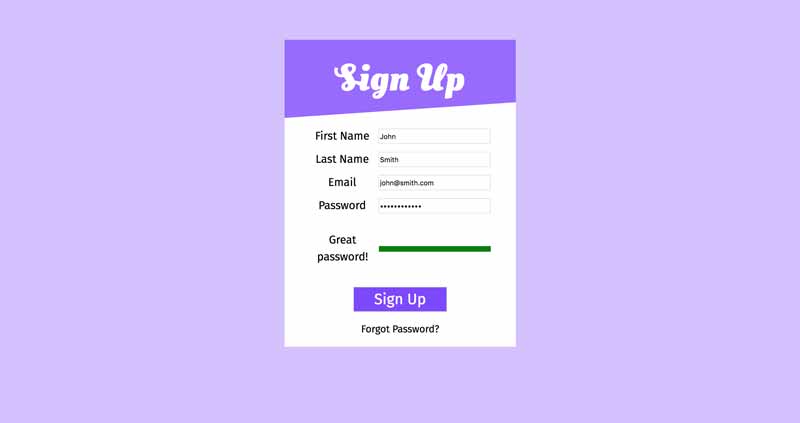 Sign Up
First Name John
Last Name Smith
Email john@smith.com
Password ••••••••••••
Great
password!
Sign Up
Forgot Password?